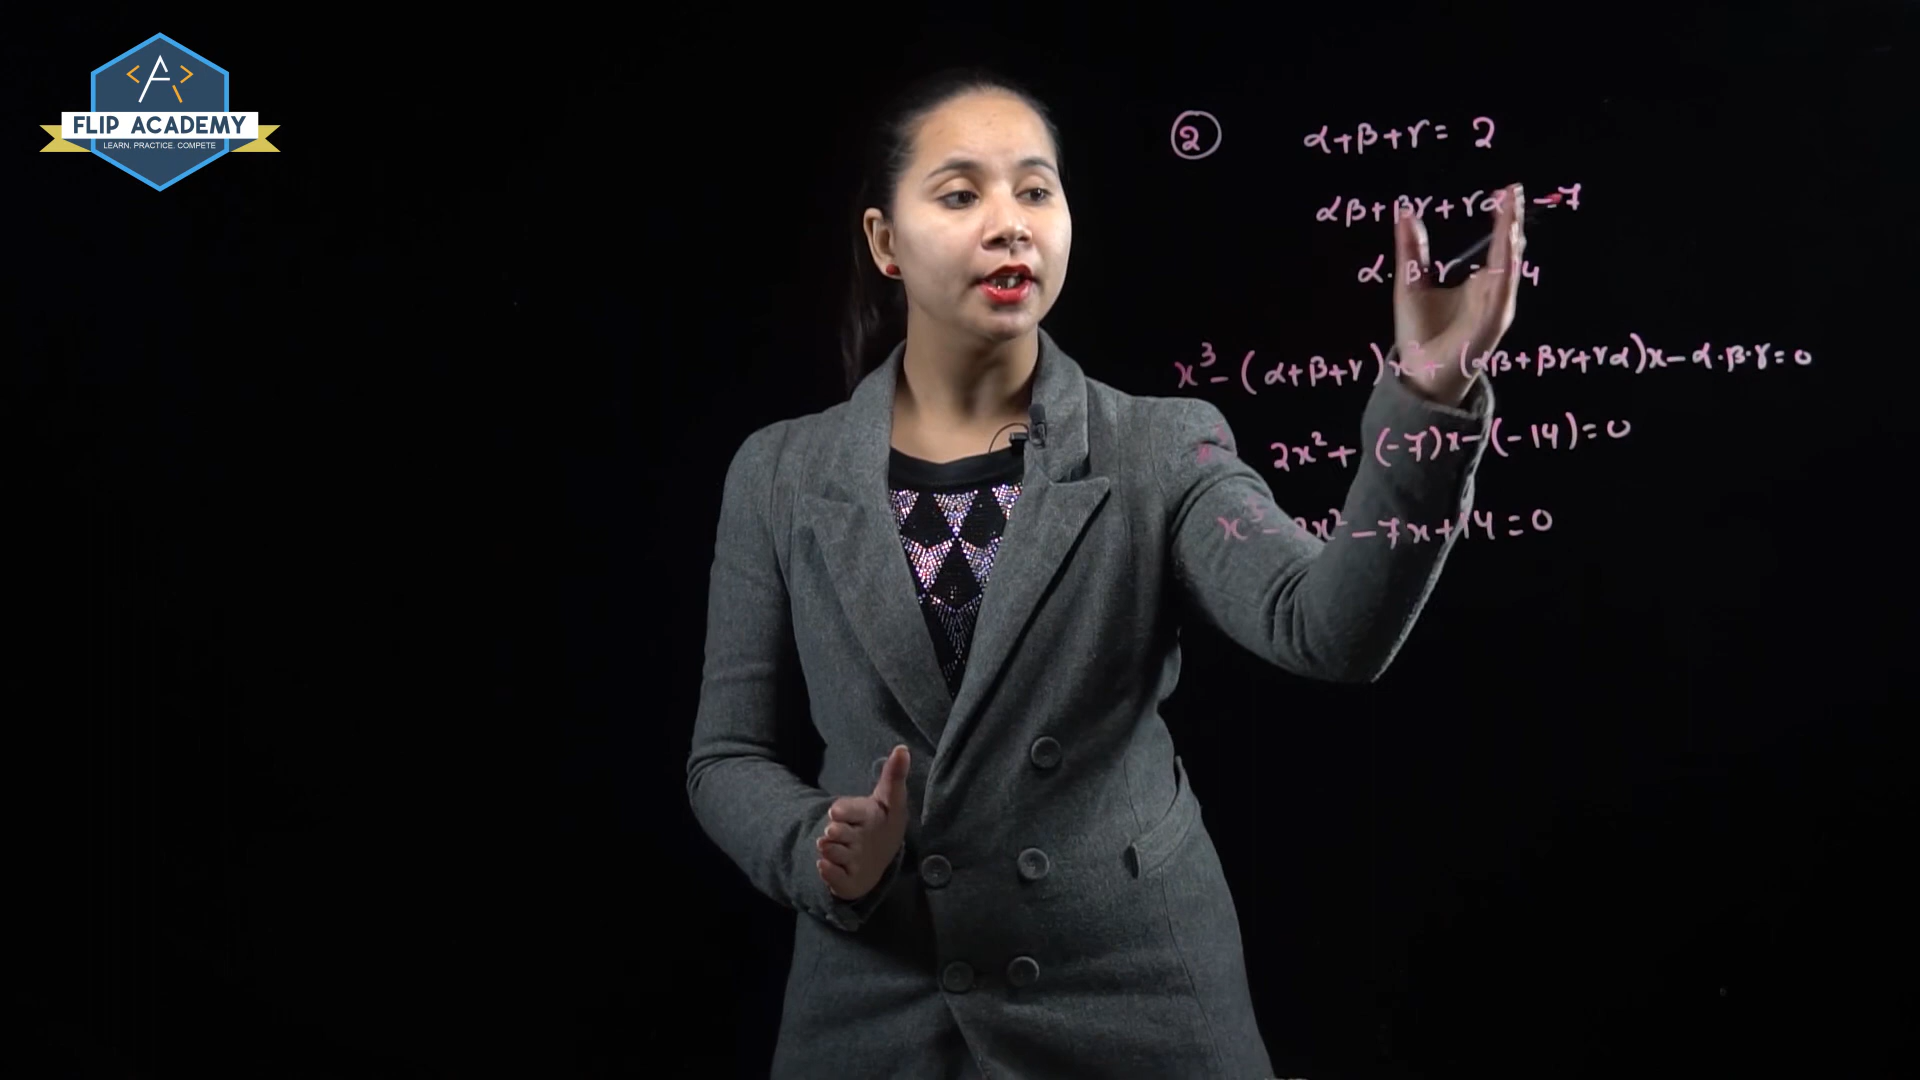 FLIP ACADEMY
LEARN. PRACTICE. COMPETE
② α+β+γ= 2
αβ+βγ+γα = -7
α.β.γ = -14
x³-(α+β+γ)x²+(αβ+βγ+γα)x-α.β.γ=0
x³ 2x²+(-7)x-(-14)=0
x³-2x²-7x+14=0